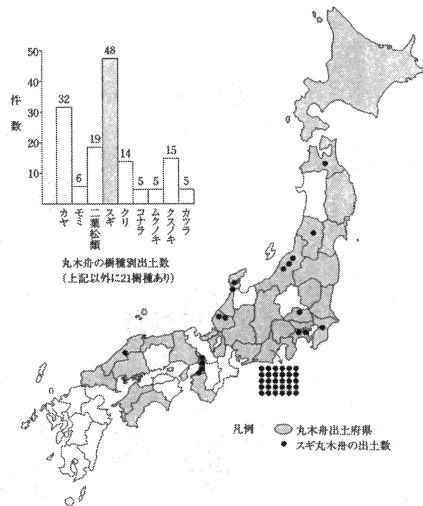 50
40
30
20
10
件数
32
6
19
48
14
5
5
15
5
カヤ
モミ
二葉松類
スギ
クリ
コナラ
ムクノキ
クスノキ
カツラ
丸木舟の樹種別出土数
(上記以外に21樹種あり)
凡例
丸木舟出土府県
スギ丸木舟の出土数